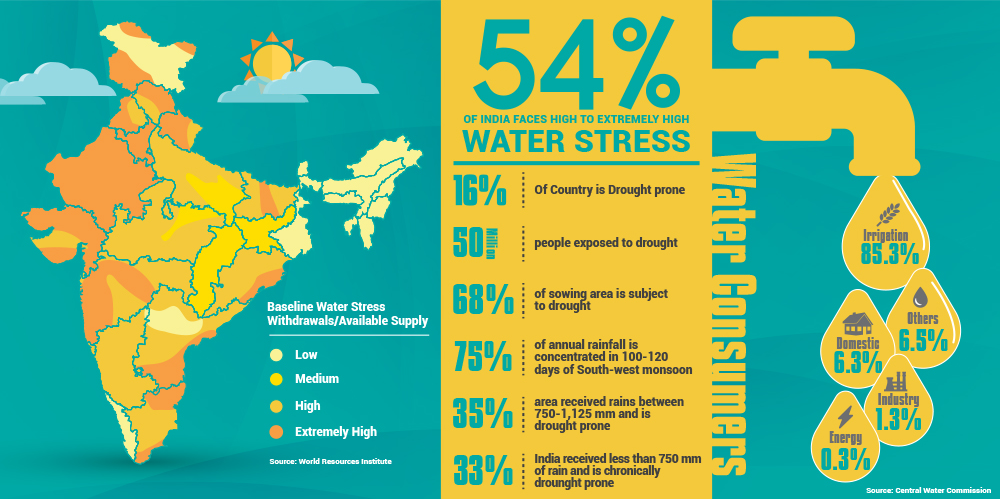 Baseline Water Stress
Withdrawals/Available Supply
Low
Medium
High
Extremely High
Source: World Resources Institute
54%
OF INDIA FACES HIGH TO EXTREMELY HIGH
WATER STRESS
16%
Of Country is Drought prone
50 Million
people exposed to drought
68%
of sowing area is subject
to drought
75%
of annual rainfall is
concentrated in 100-120
days of South-west monsoon
35%
area received rains between
750-1,125 mm and is
drought prone
33%
India received less than 750 mm
of rain and is chronically
drounght prone
Water Consumers
Irrigation
85.3%
Others
6.5%
Domestic
6.3%
Industry
1.3%
Energy
0.3%
Source: Central Water Commission